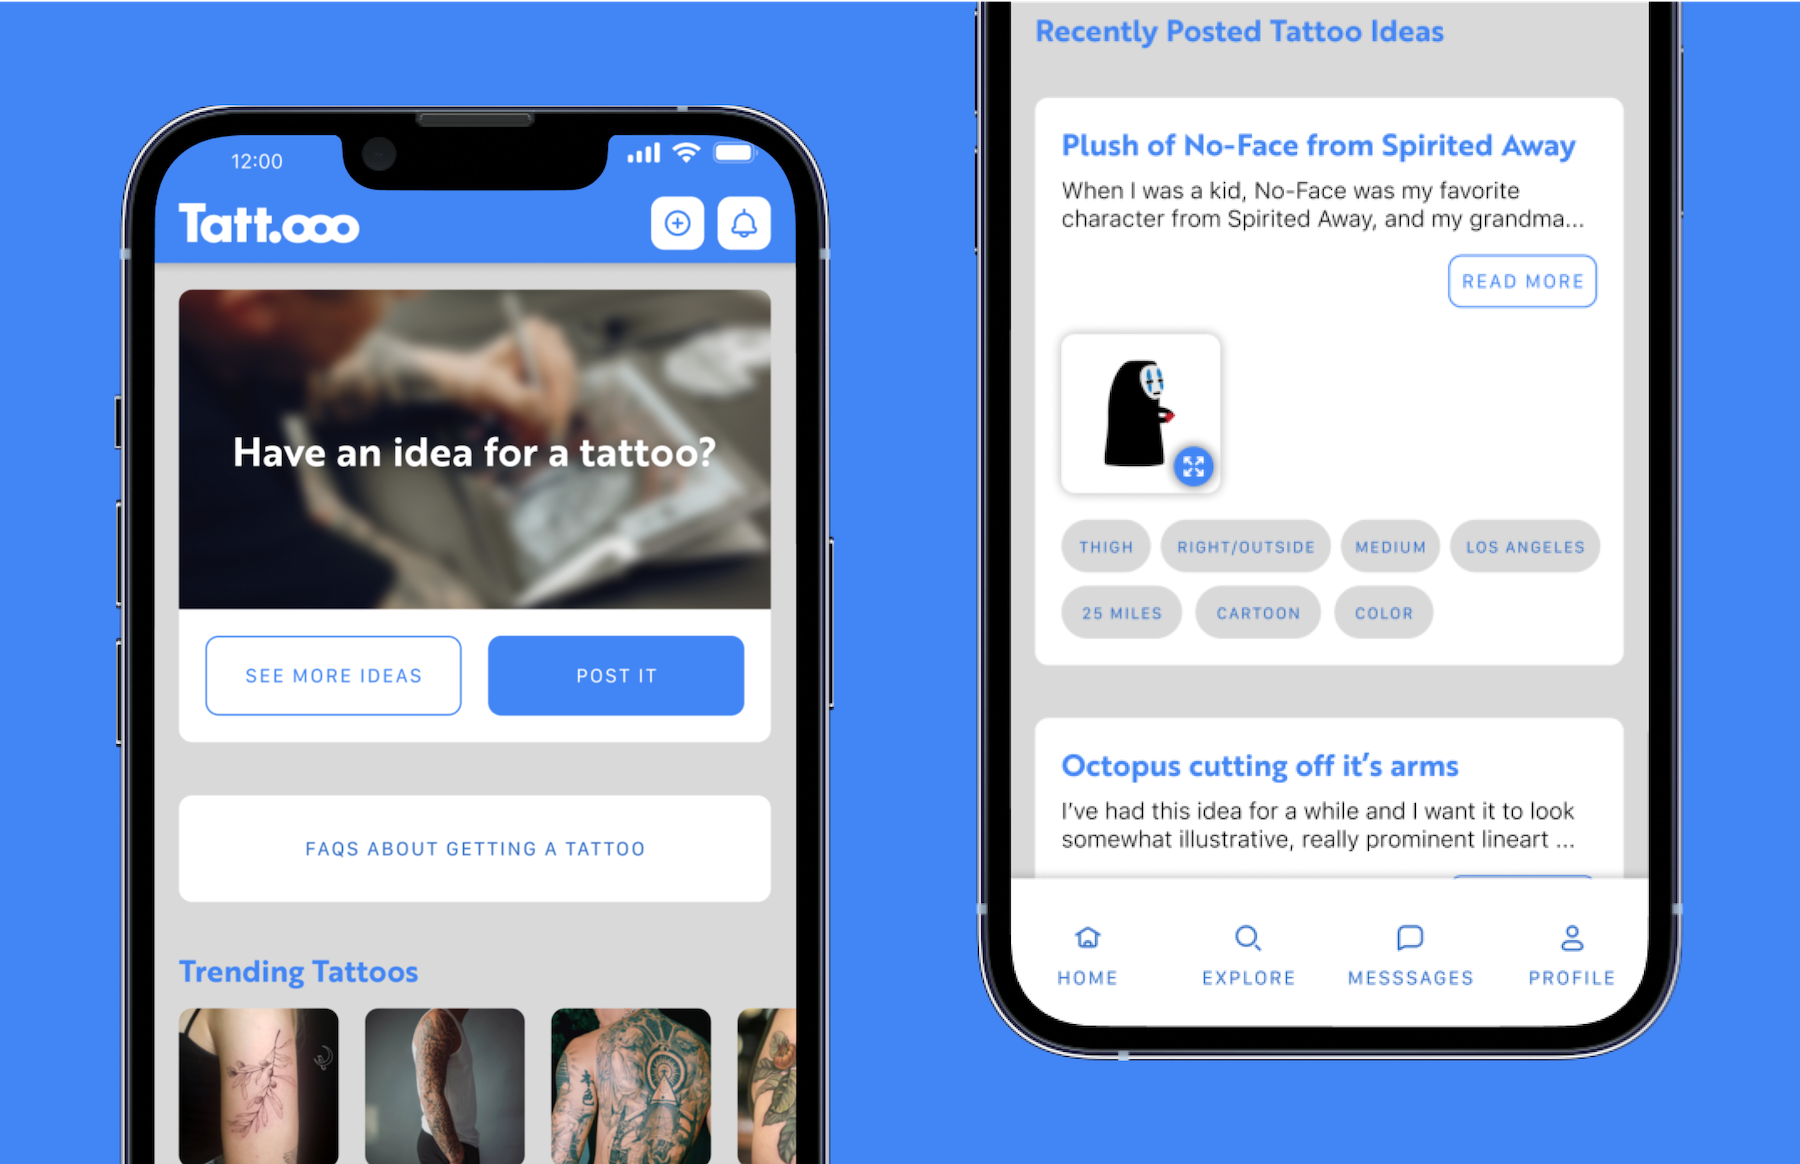 12:00
Tatt.ooo
Have an idea for a tattoo?
SEE MORE IDEAS
POST IT
FAQS ABOUT GETTING A TATTOO
Trending Tattoos
Recently Posted Tattoo Ideas
Plush of No-Face from Spirited Away
When I was a kid, No-Face was my favorite
character from Spirited Away, and my grandma...
READ MORE
THIGH
RIGHT/OUTSIDE
MEDIUM
LOS ANGELES
25 MILES
CARTOON
COLOR
Octopus cutting off it’s arms
I’ve had this idea for a while and I want it to look
somewhat illustrative, really prominent lineart ...
HOME
EXPLORE
MESSSAGES
PROFILE